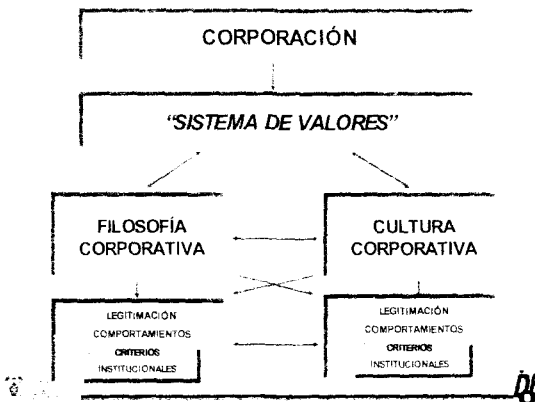 CORPORACIÓN
"SISTEMA DE VALORES"
FILOSOFÍA
CORPORATIVA
CULTURA
CORPORATIVA
LEGITIMACIÓN
COMPORTAMIENTOS
CRITERIOS
INSTITUCIONALES
LEGITIMACIÓN
COMPORTAMIENTOS
CRITERIOS
INSTITUCIONALES